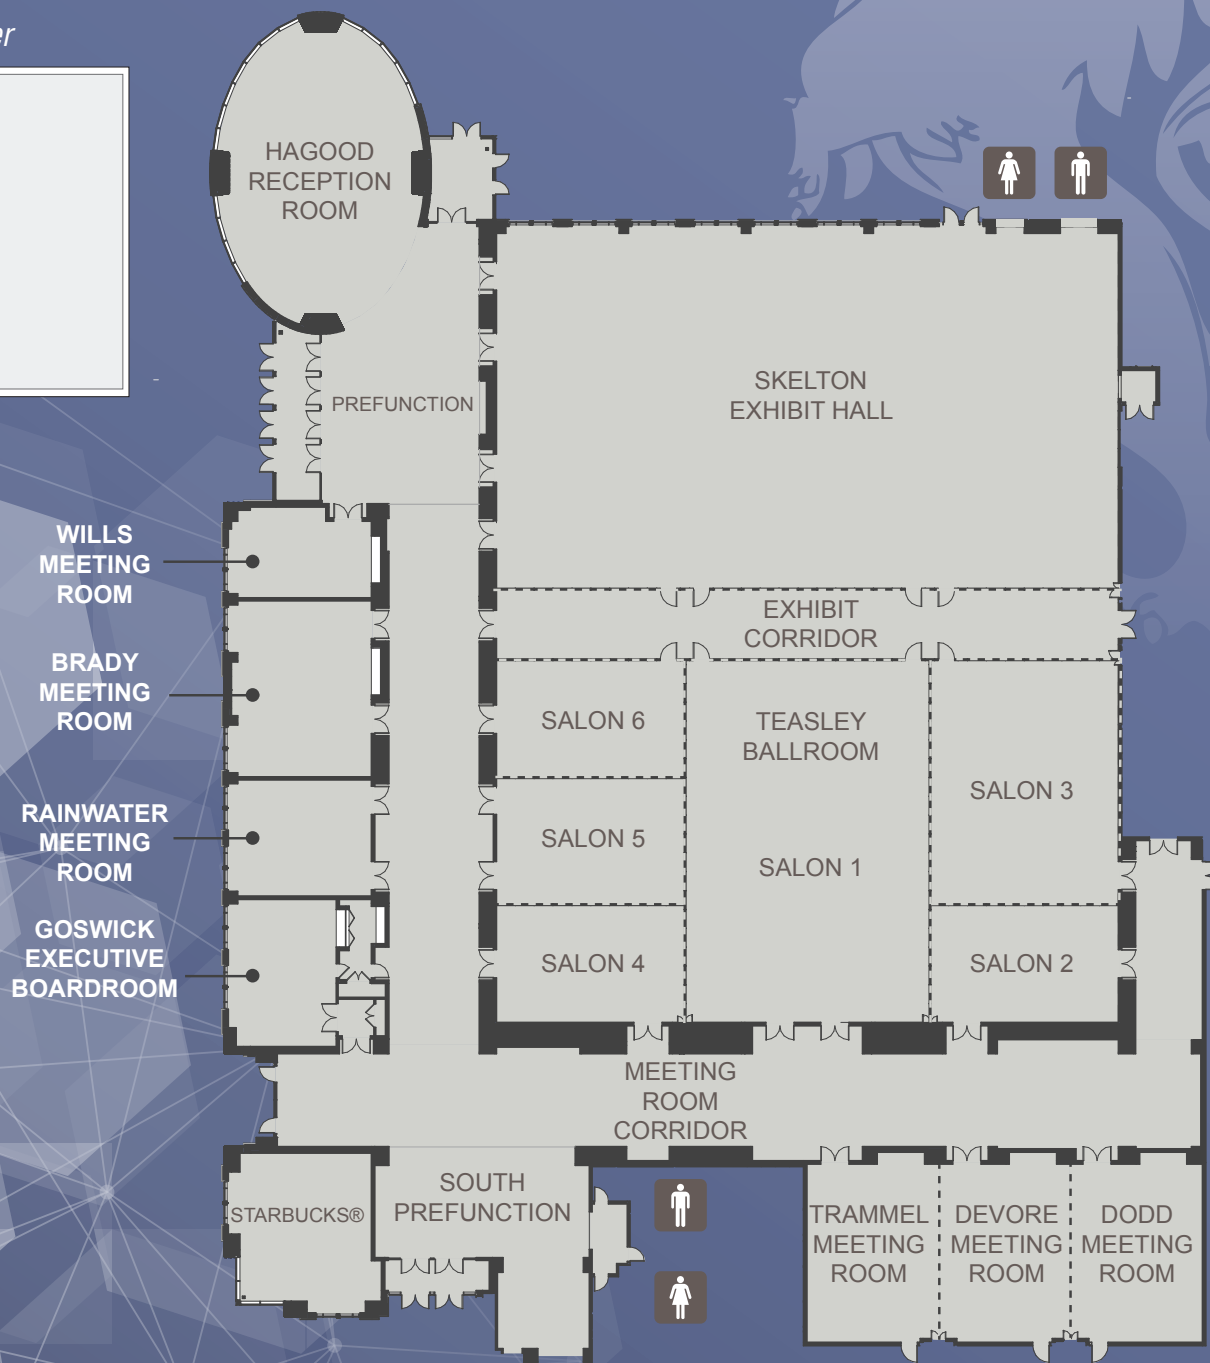 HAGOOD
RECEPTION
ROOM
SKELTON
EXHIBIT HALL
PREFUNCTION
WILLS
MEETING
ROOM
EXHIBIT
CORRIDOR
BRADY
MEETING
ROOM
SALON 6
TEASLEY
BALLROOM
SALON 3
RAINWATER
MEETING
ROOM
SALON 5
SALON 1
GOSWICK
EXECUTIVE
BOARDROOM
SALON 4
SALON 2
MEETING
ROOM
CORRIDOR
SOUTH
PREFUNCTION
STARBUCKS®
TRAMMEL
MEETING
ROOM
DEVORE
MEETING
ROOM
DODD
MEETING
ROOM